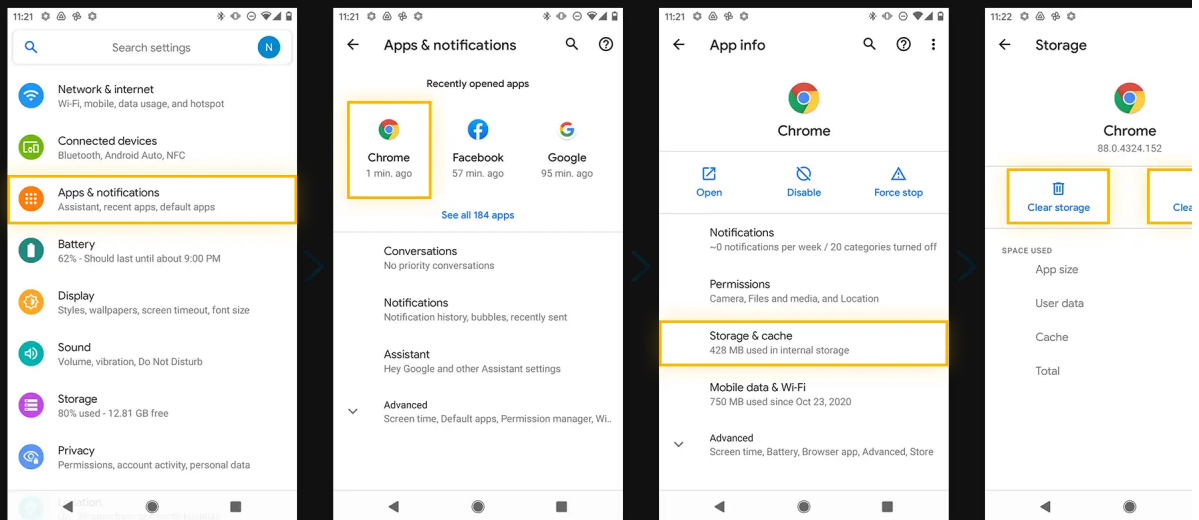 11:21
Search settings
N
Network & internet
Wi-Fi, mobile, data usage, and hotspot
Connected devices
Bluetooth, Android Auto, NFC
Apps & notifications
Assistant, recent apps, default apps
Battery
62% - Should last until about 9:00 PM
Display
Styles, wallpapers, screen timeout, font size
Sound
Volume, vibration, Do Not Disturb
Storage
80% used - 12.81 GB free
Privacy
Permissions, account activity, personal data
Location
11:21
Apps & notifications
Recently opened apps
Chrome
1 min. ago
Facebook
57 min. ago
Google
95 min. ago
See all 184 apps
Conversations
No priority conversations
Notifications
Notification history, bubbles, recently sent
Assistant
Hey Google and other Assistant settings
Advanced
Screen time, Default apps, Permission manager, Wi..
11:21
App info
Chrome
Open
Disable
Force stop
Notifications
~0 notifications per week / 20 categories turned off
Permissions
Camera, Files and media, and Location
Storage & cache
428 MB used in internal storage
Mobile data & Wi-Fi
750 MB used since Oct 23, 2020
Advanced
Screen time, Battery, Browser app, Advanced, Store
11:22
Storage
Chrome
88.0.4324.152
Clear storage
Clea
SPACE USED
App size
User data
Cache
Total